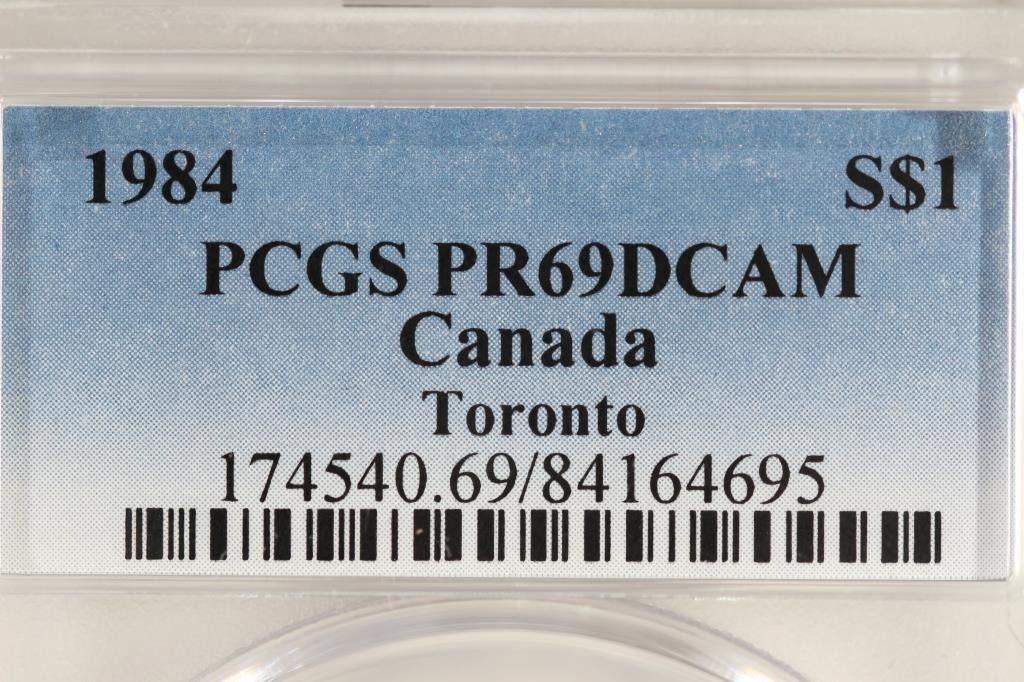 1984 S$1
PCGS PR69DCAM
Canada
Toronto
174540.69/84164695